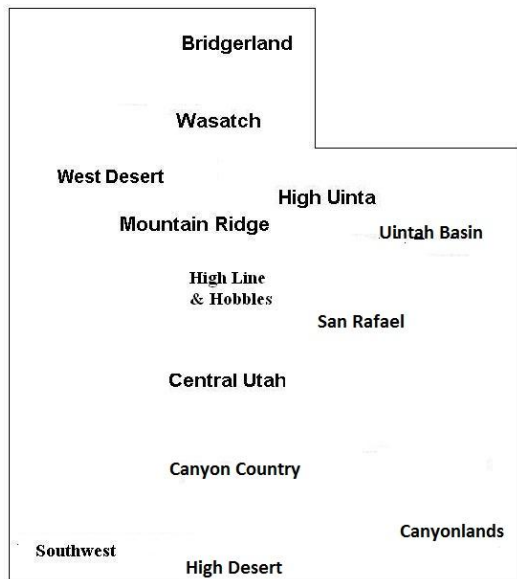 Bridgerland
Wasatch
West Desert
High Uinta
Mountain Ridge
Uintah Basin
High Line
& Hobbles
San Rafael
Central Utah
Canyon Country
Canyonlands
Southwest
High Desert